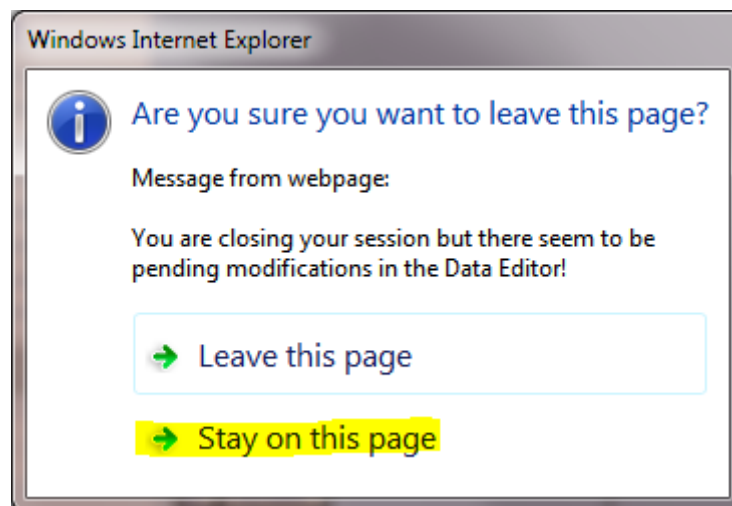 Windows Internet Explorer
Are you sure you want to leave this page?
Message from webpage:
You are closing your session but there seem to be
pending modifications in the Data Editor!
Leave this page
Stay on this page